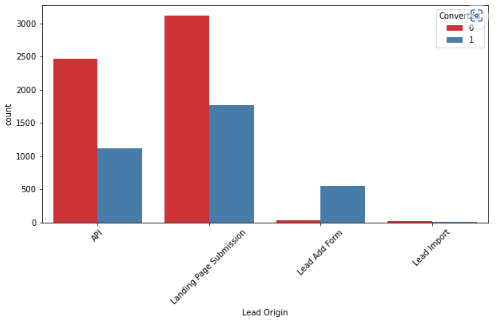 Converted
0
1
3000
2500
2000
1500
1000
500
0
count
API
Landing Page Submission
Lead Add Form
Lead Import
Lead Origin